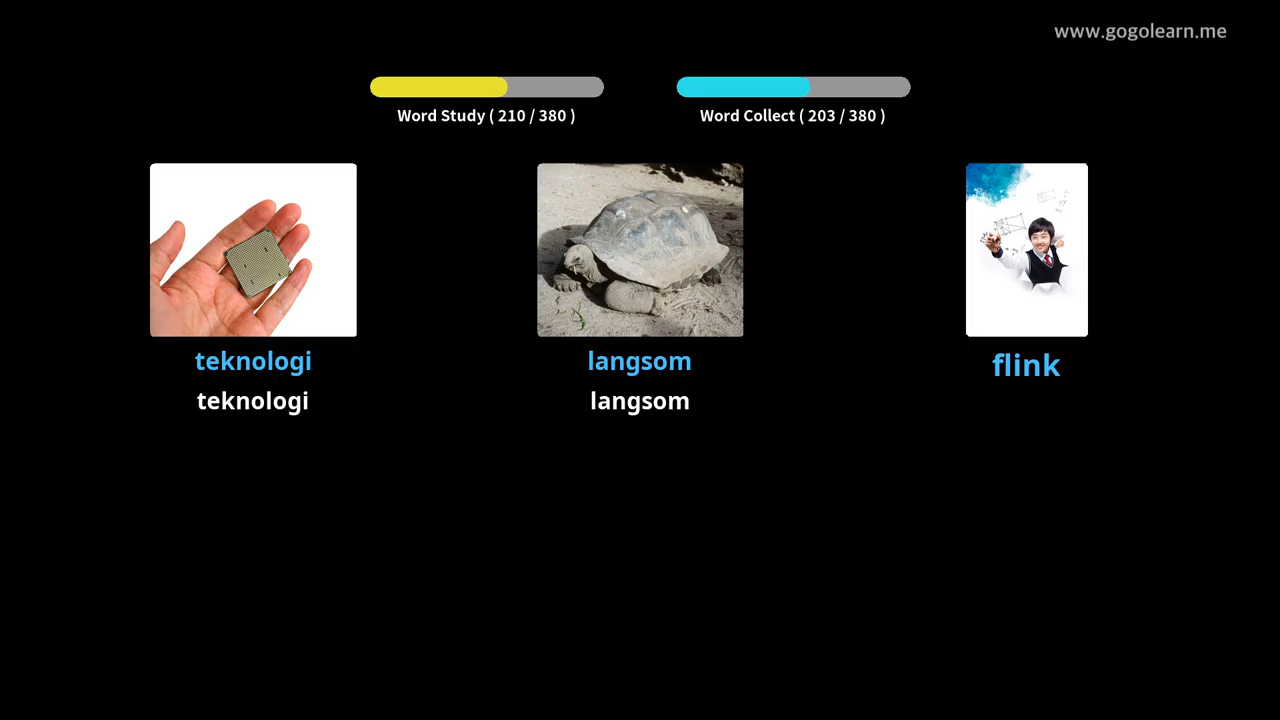 www.gogolearn.me
Word Study ( 210 / 380 )
Word Collect ( 203 / 380 )
teknologi
teknologi
langsom
langsom
flink